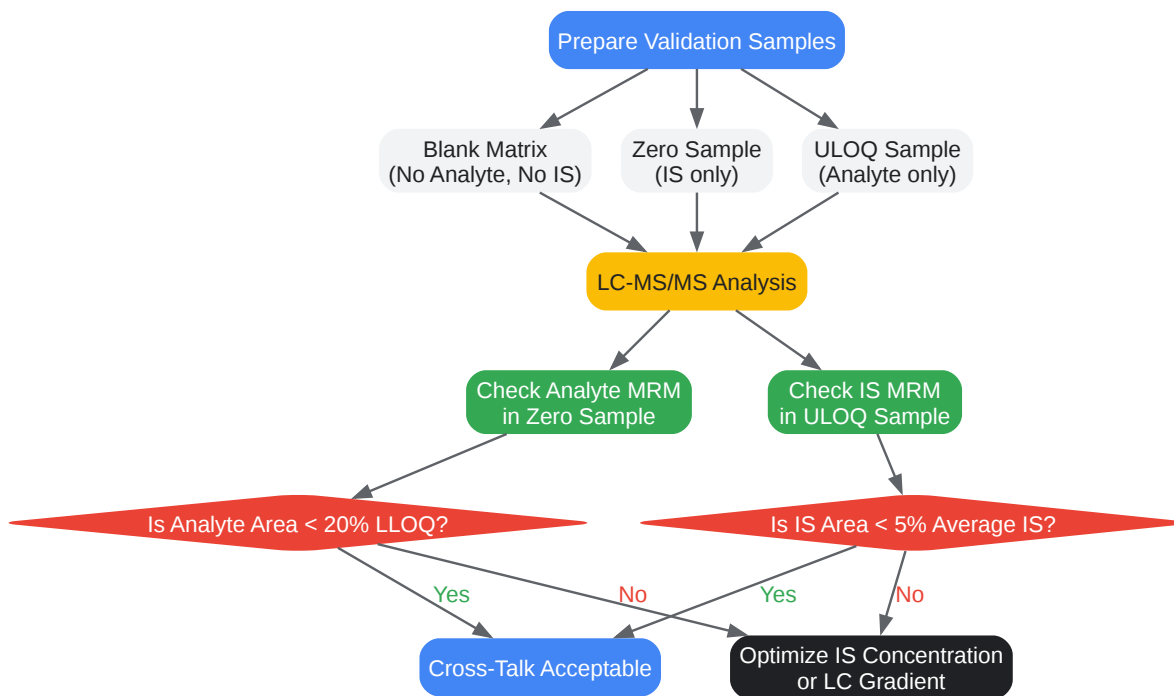 Prepare Validation Samples
Blank Matrix
(No Analyte, No IS)
Zero Sample
(IS only)
ULOQ Sample
(Analyte only)
LC-MS/MS Analysis
Check Analyte MRM
in Zero Sample
Check IS MRM
in ULOQ Sample
Is Analyte Area < 20% LLOQ?
Is IS Area < 5% Average IS?
Yes
No
Yes
No
Cross-Talk Acceptable
Optimize IS Concentration
or LC Gradient